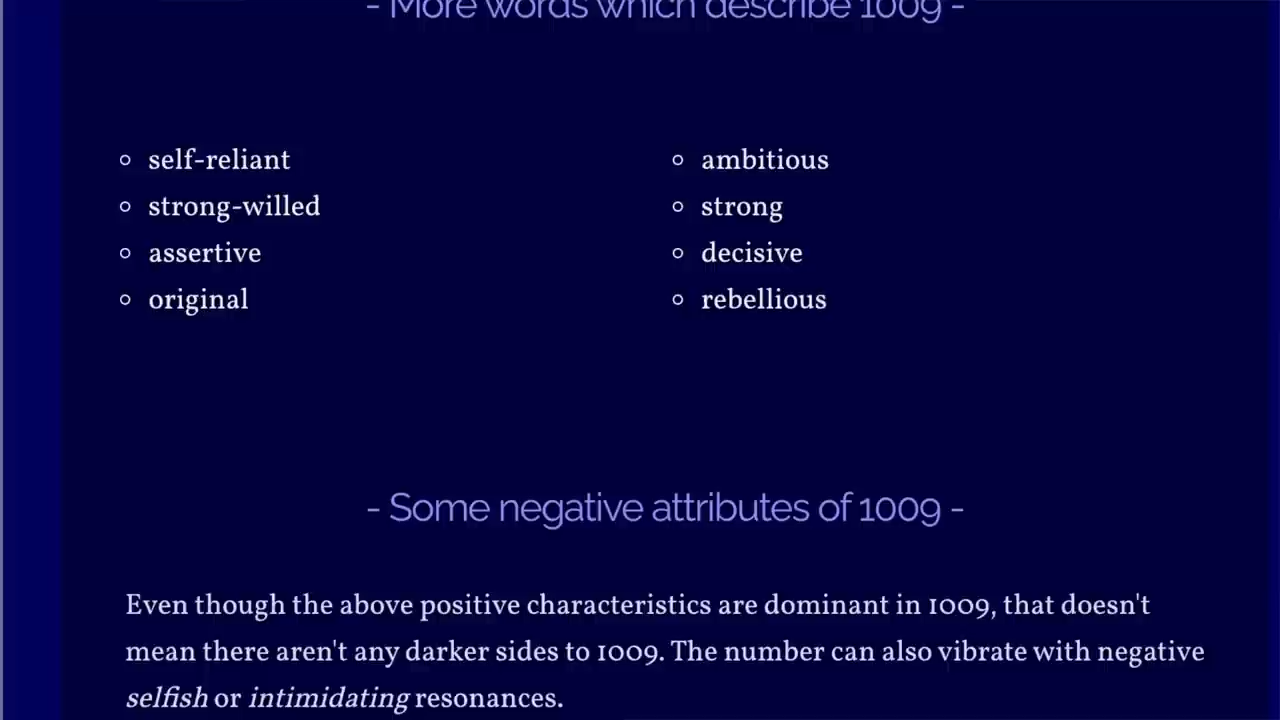 - More words which describe 1009 -
self-reliant
strong-willed
assertive
original
ambitious
strong
decisive
rebellious
- Some negative attributes of 1009 -
Even though the above positive characteristics are dominant in 1009, that doesn't
mean there aren't any darker sides to 1009. The number can also vibrate with negative
selfish or intimidating resonances.